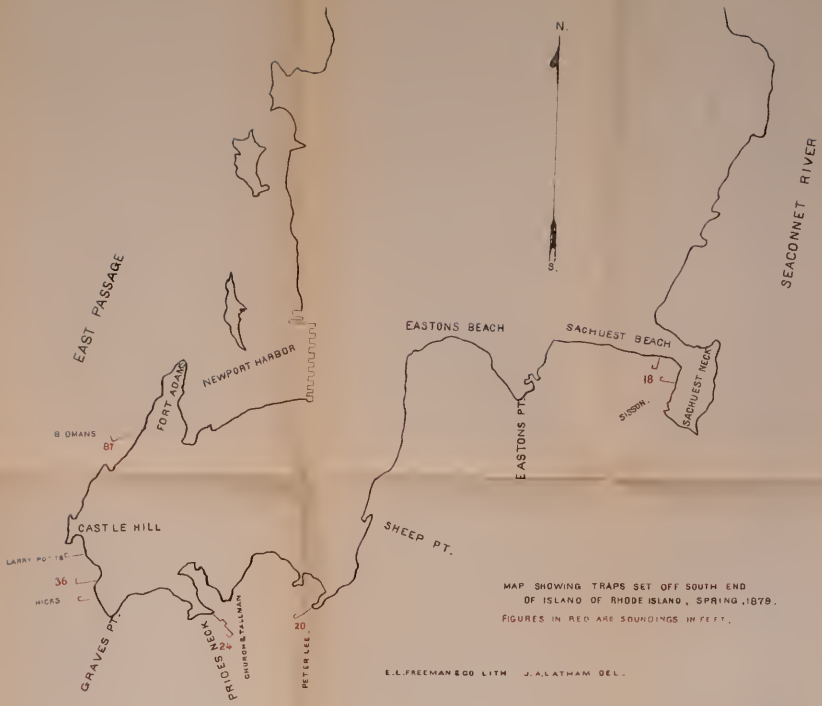 N.
S.
SEACONNET RIVER
EAST PASSAGE
EASTONS BEACH
SACHUEST BEACH
NEWPORT HARBOR
FORT ADAM
18
SACHUEST NECK
SISSON.
EASTONS PT.
B OMANS
87
CASTLE HILL
SHEEP PT.
LARRY
36
HICKS
GRAVES PT.
PRICES NECK
24
CHURCH & TALLMAN
20
PETER LEE.
MAP SHOWING TRAPS SET OFF SOUTH END
OF ISLAND OF RHODE ISLAND, SPRING, 1879.
FIGURES IN RED ARE SOUNDINGS IN FEET.
E.L.FREEMAN & CO LITH J.A.LATHAM DEL.